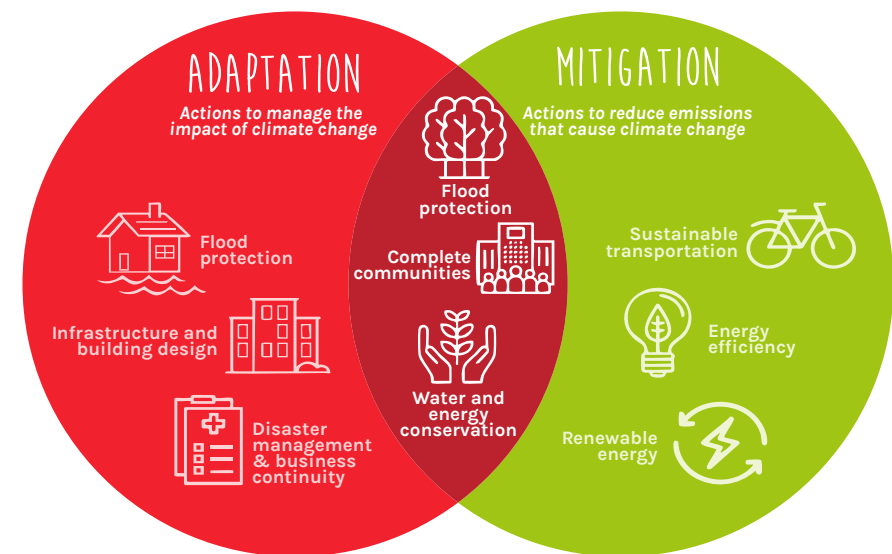 ADAPTATION
Actions to manage the
impact of climate change
Flood
protection
Infrastructure and
building design
Disaster
management
& business
continuity
Flood
protection
Complete
communities
Water and
energy
conservation
MITIGATION
Actions to reduce emissions
that cause climate change
Sustainable
transportation
Energy
efficiency
Renewable
energy